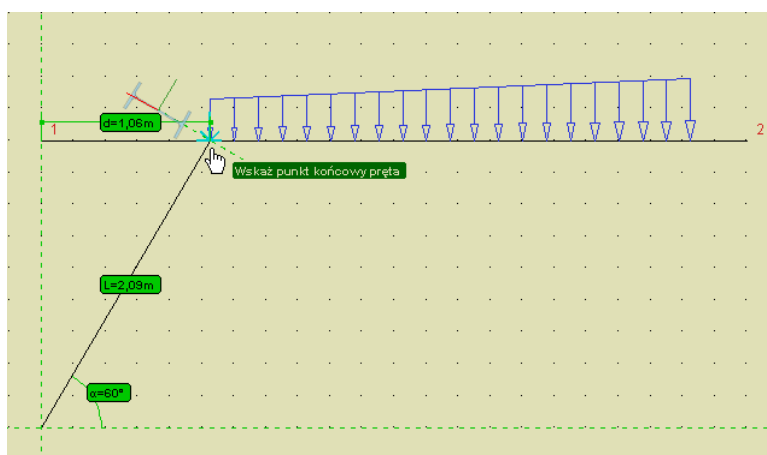 1
d=1,06m
2
Wskaż punkt końcowy pręta
L=2,09m
α=60°